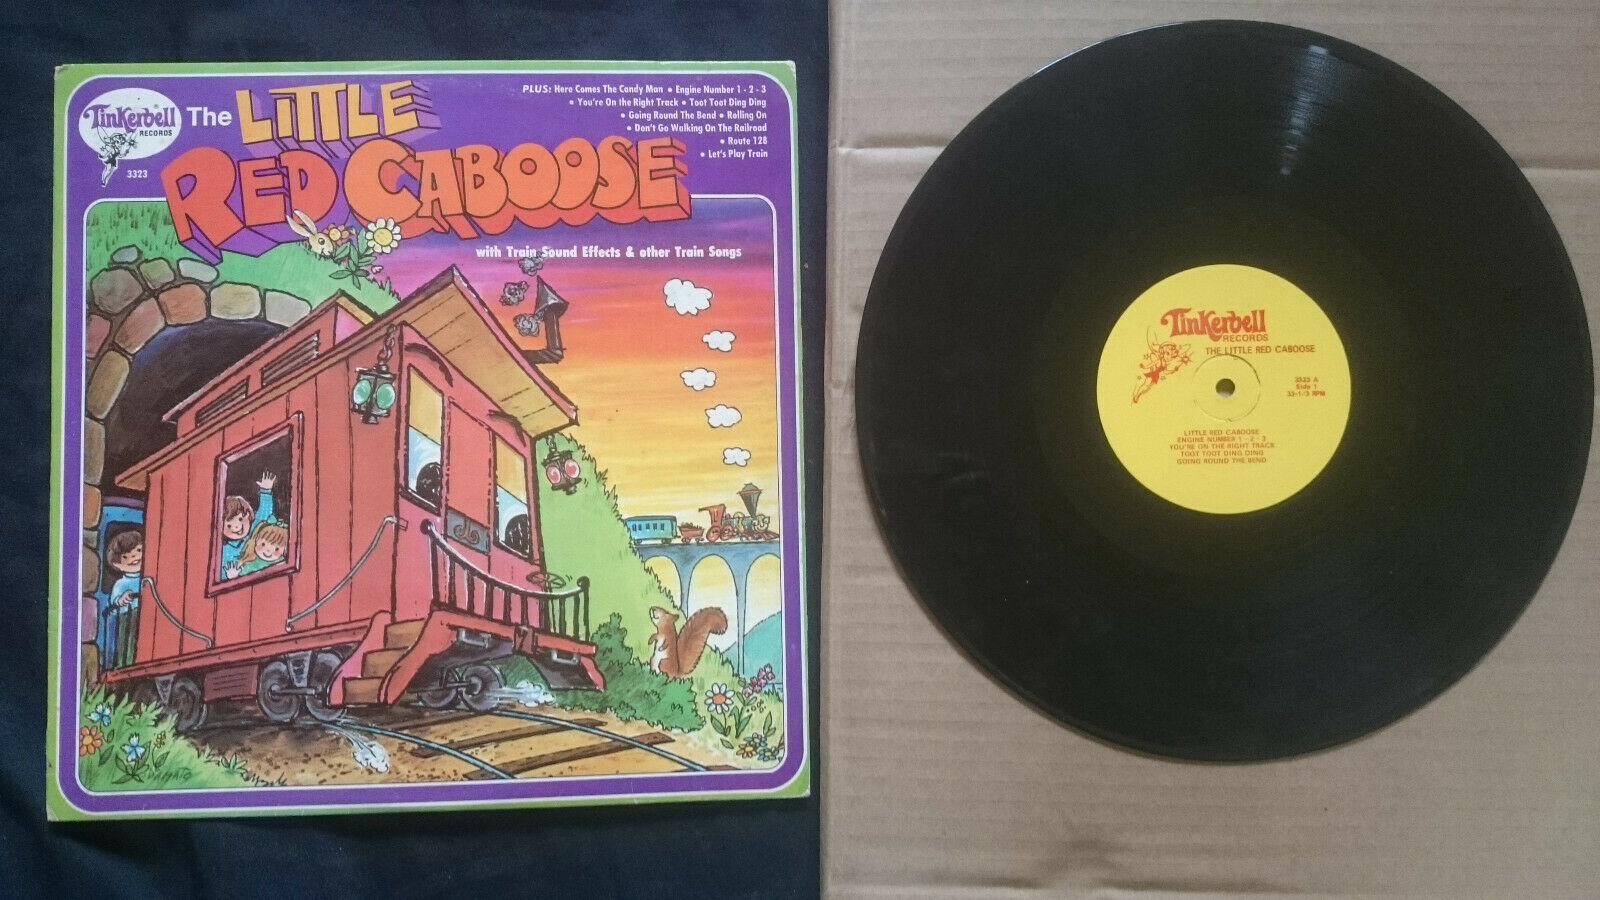 Tinkerbell®
RECORDS
3323
The LITTLE
RED CABOOSE
PLUS: Here Comes The Candy Man • Engine Number 1 - 2 - 3
• You're On the Right Track • Toot Toot Ding Ding
• Going Round The Bend • Rolling On
• Don't Go Walking On The Railroad
• Route 128
• Let's Play Train
with Train Sound Effects & other Train Songs
DAMATO
Tinkerbell
RECORDS
THE LITTLE RED CABOOSE
3323 A
Side 1
33-1/3 RPM
LITTLE RED CABOOSE
ENGINE NUMBER 1 - 2 - 3
YOU'RE ON THE RIGHT TRACK
TOOT TOOT DING DING
GOING ROUND THE BEND